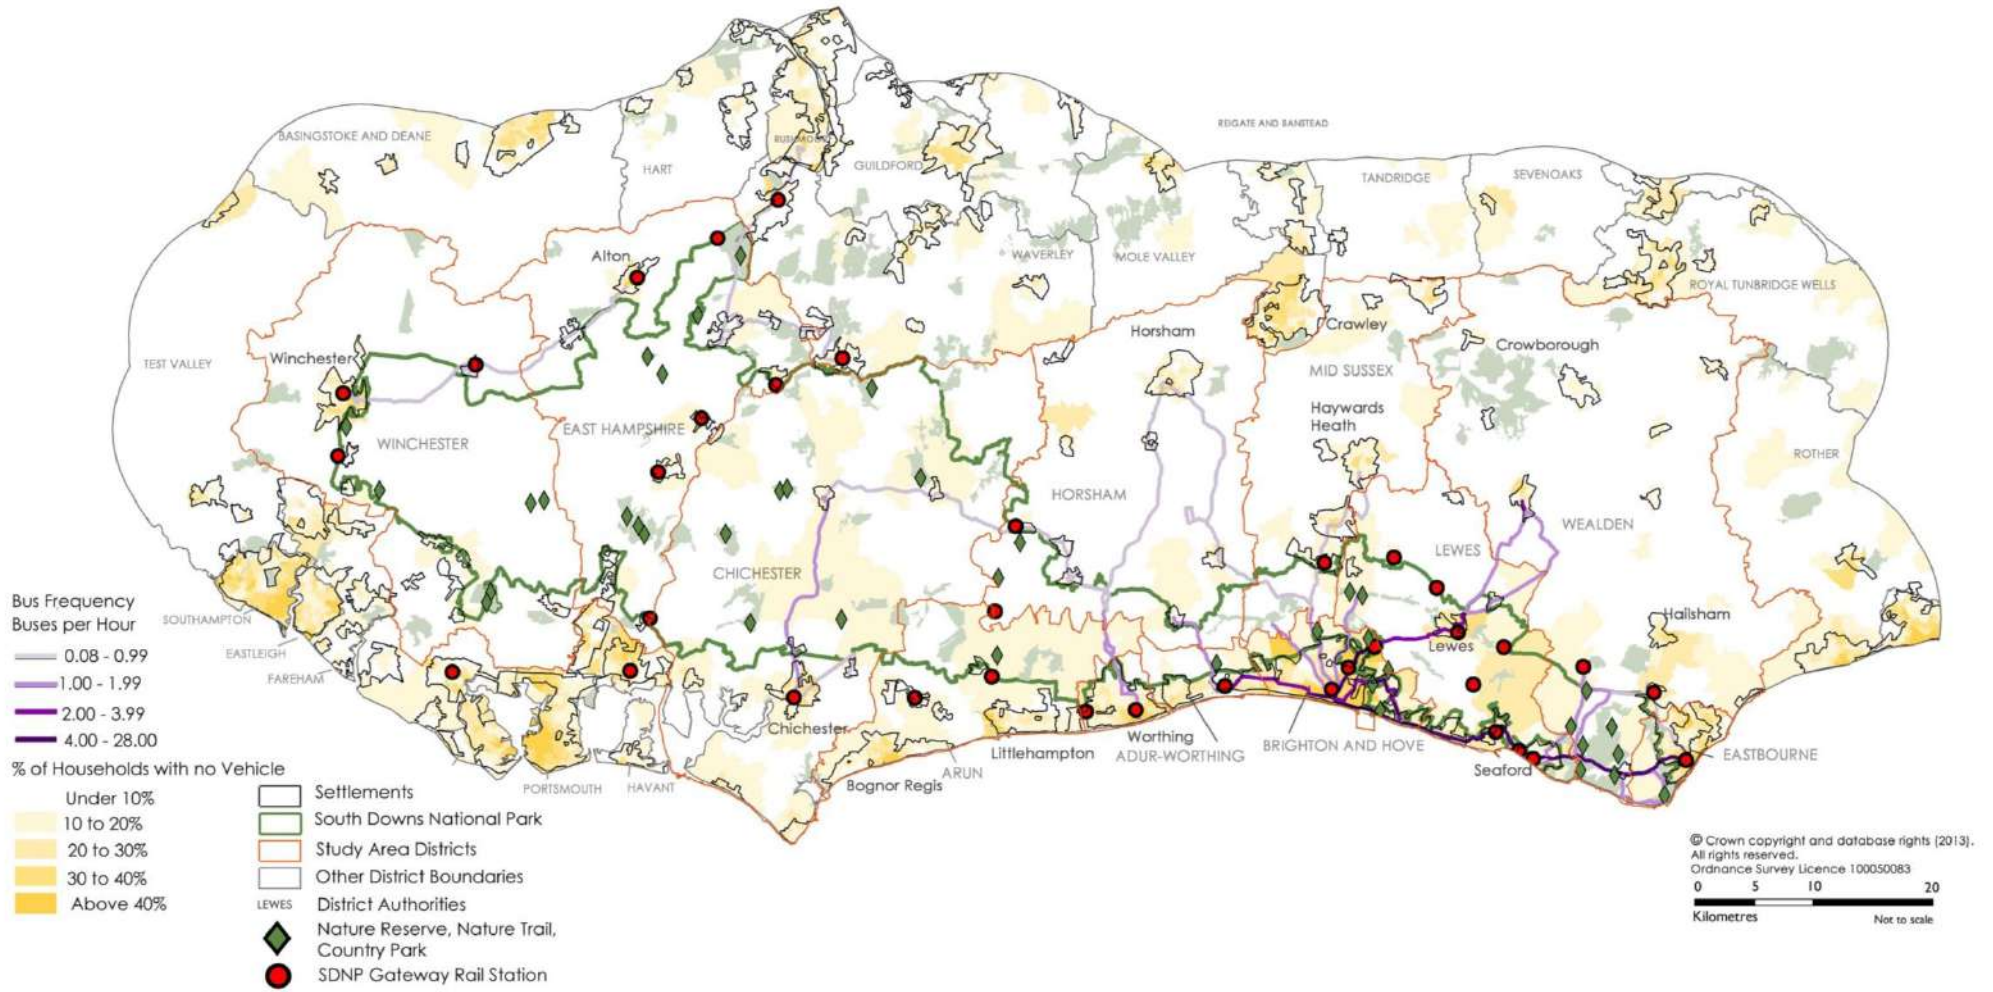 REIGATE AND BANSTEAD
BASINGSTOKE AND DEANE
RUSHMOOR
HART
GUILDFORD
TANDRIDGE
SEVENOAKS
Alton
WAVERLEY
MOLE VALLEY
ROYAL TUNBRIDGE WELLS
Horsham
Crawley
Winchester
TEST VALLEY
Crowborough
MID SUSSEX
Haywards
Heath
EAST HAMPSHIRE
WINCHESTER
ROTHER
HORSHAM
WEALDEN
LEWES
CHICHESTER
Hailsham
SOUTHAMPTON
EASTLEIGH
FAREHAM
Lewes
Chichester
Worthing
Littlehampton
ADUR-WORTHING
BRIGHTON AND HOVE
EASTBOURNE
Seaford
ARUN
Bognor Regis
PORTSMOUTH
HAVANT
Bus Frequency
Buses per Hour
0.08 - 0.99
1.00 - 1.99
2.00 - 3.99
4.00 - 28.00
% of Households with no Vehicle
Under 10%
10 to 20%
20 to 30%
30 to 40%
Above 40%
Settlements
South Downs National Park
Study Area Districts
Other District Boundaries
LEWES District Authorities
Nature Reserve, Nature Trail,
Country Park
SDNP Gateway Rail Station
© Crown copyright and database rights (2013).
All rights reserved.
Ordnance Survey Licence 100050083
0 5 10 20
Kilometres Not to scale